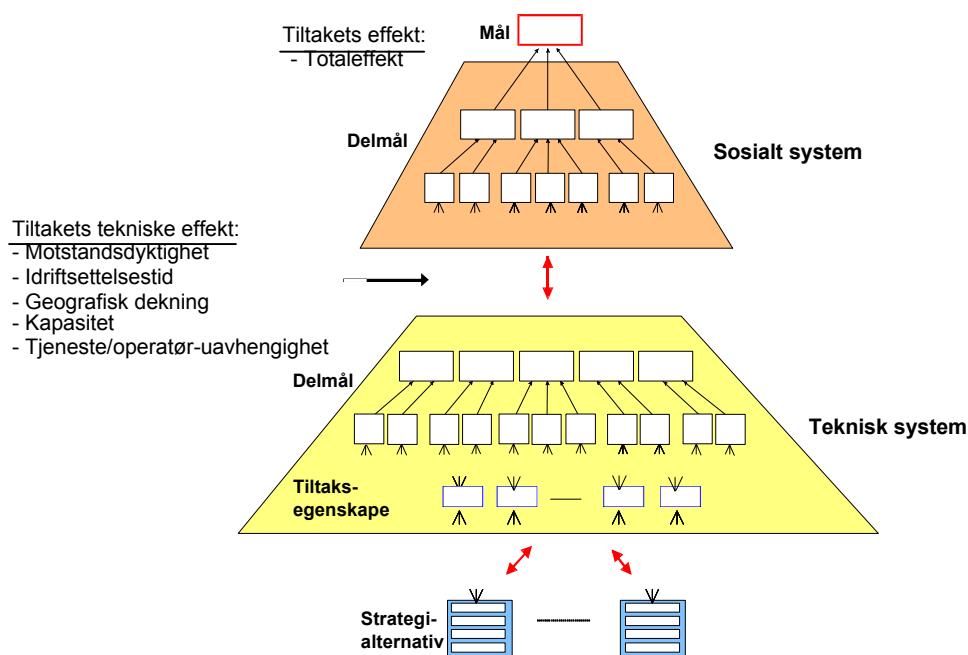 Tiltakets effekt:
- Totaleffekt
Mål
Delmål
Sosialt system
Tiltakets tekniske effekt:
- Motstandsdyktighet
- Idriftsettelsestid
- Geografisk dekning
- Kapasitet
- Tjeneste/operatør-uavhengighet
Delmål
Teknisk system
Tiltaks-
egenskape
Strategi-
alternativ